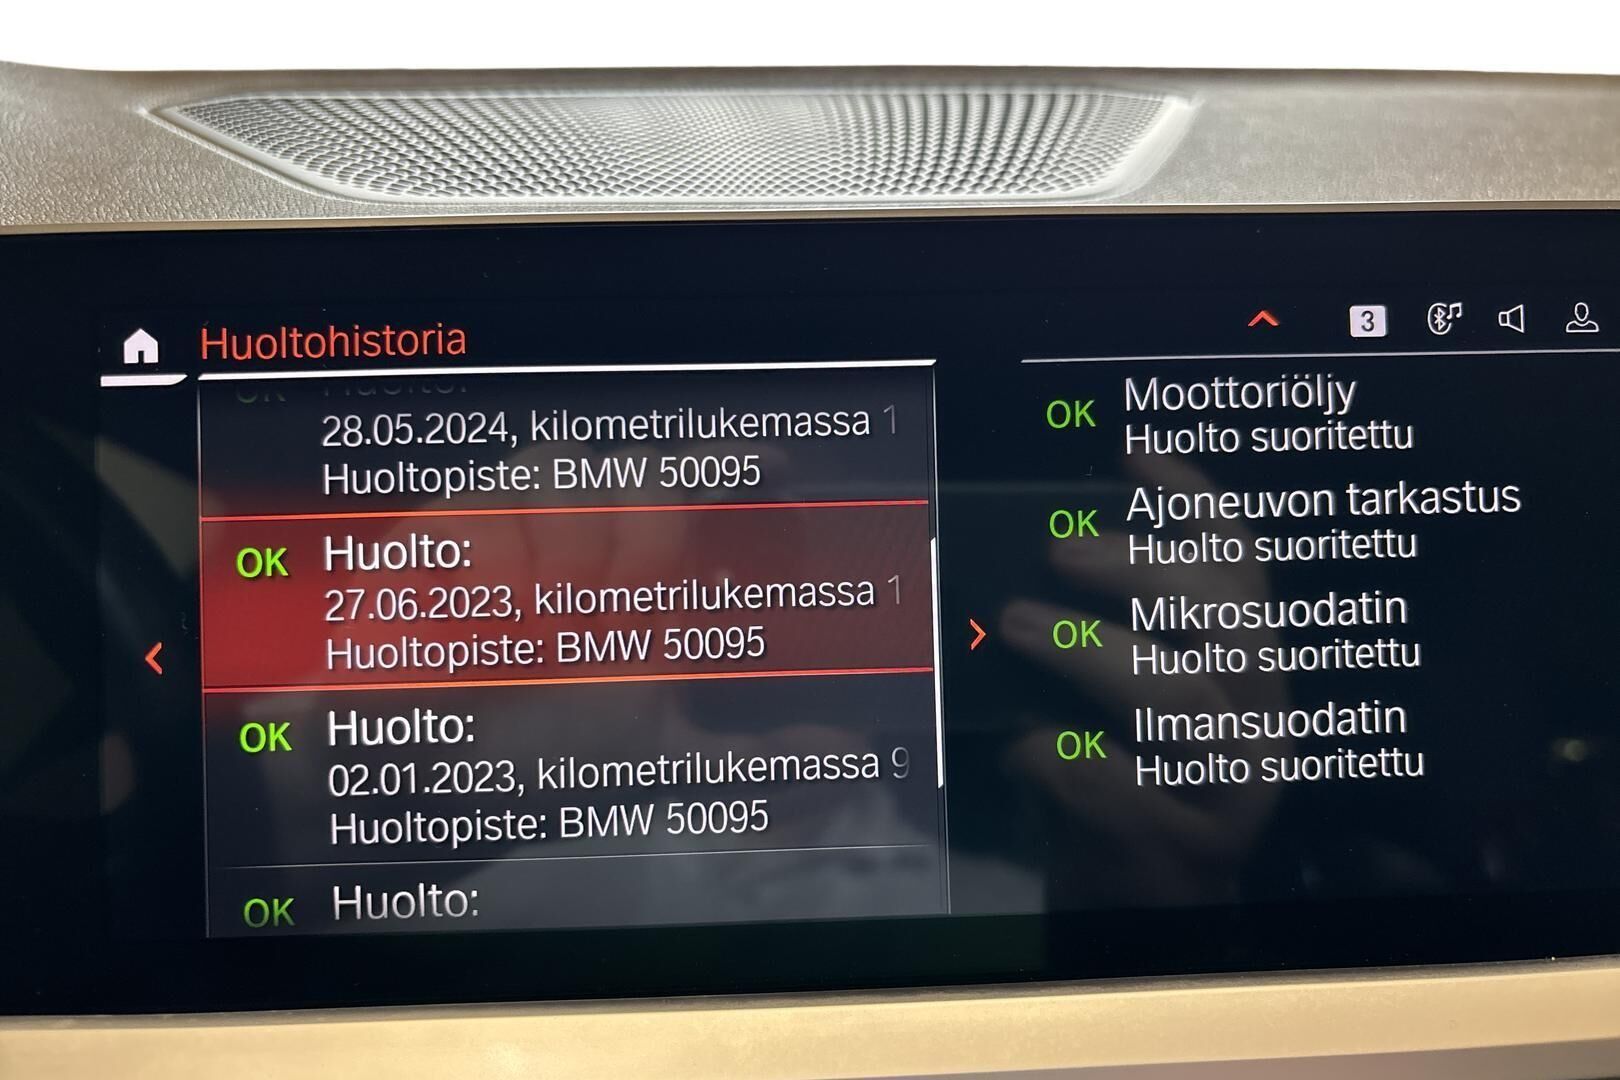 Huoltohistoria
3
OK Huolto:
28.05.2024, kilometrilukemassa 1
Huoltopiste: BMW 50095
OK Huolto:
27.06.2023, kilometrilukemassa 1
Huoltopiste: BMW 50095
OK Huolto:
02.01.2023, kilometrilukemassa 9
Huoltopiste: BMW 50095
OK Huolto:
OK Moottoriöljy
Huolto suoritettu
OK Ajoneuvon tarkastus
Huolto suoritettu
OK Mikrosuodatin
Huolto suoritettu
OK Ilmansuodatin
Huolto suoritettu